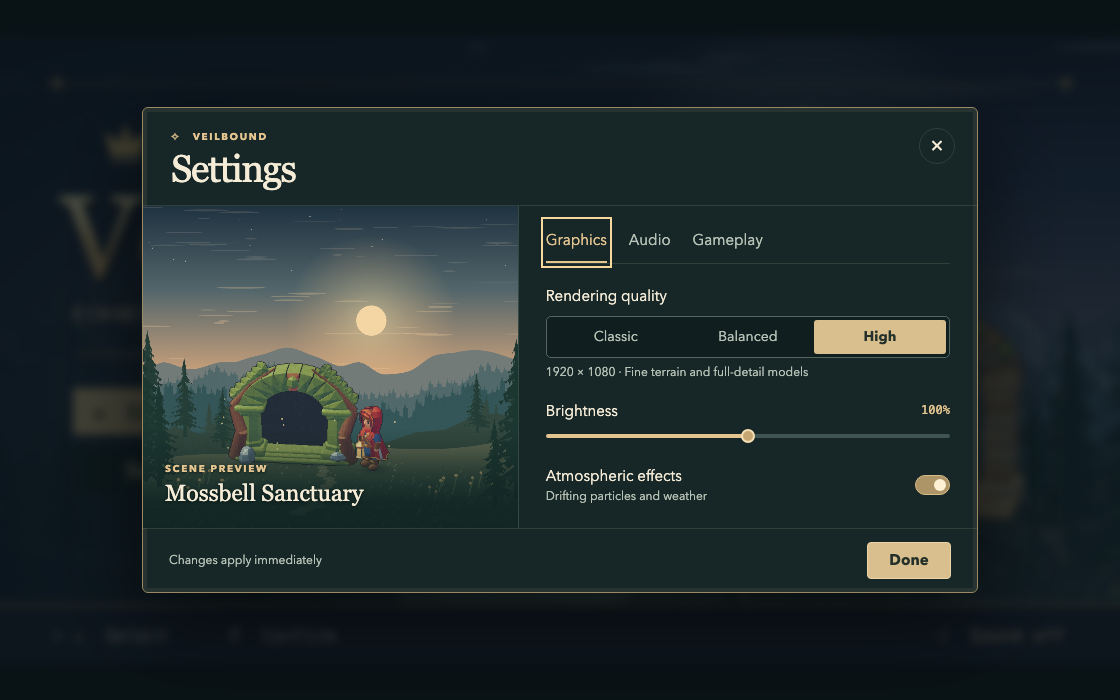 VEILBOUND
Settings
Graphics Audio Gameplay
Rendering quality
Classic Balanced High
1920 × 1080 · Fine terrain and full-detail models
Brightness 100%
Atmospheric effects
Drifting particles and weather
SCENE PREVIEW
Mossbell Sanctuary
Changes apply immediately
Done